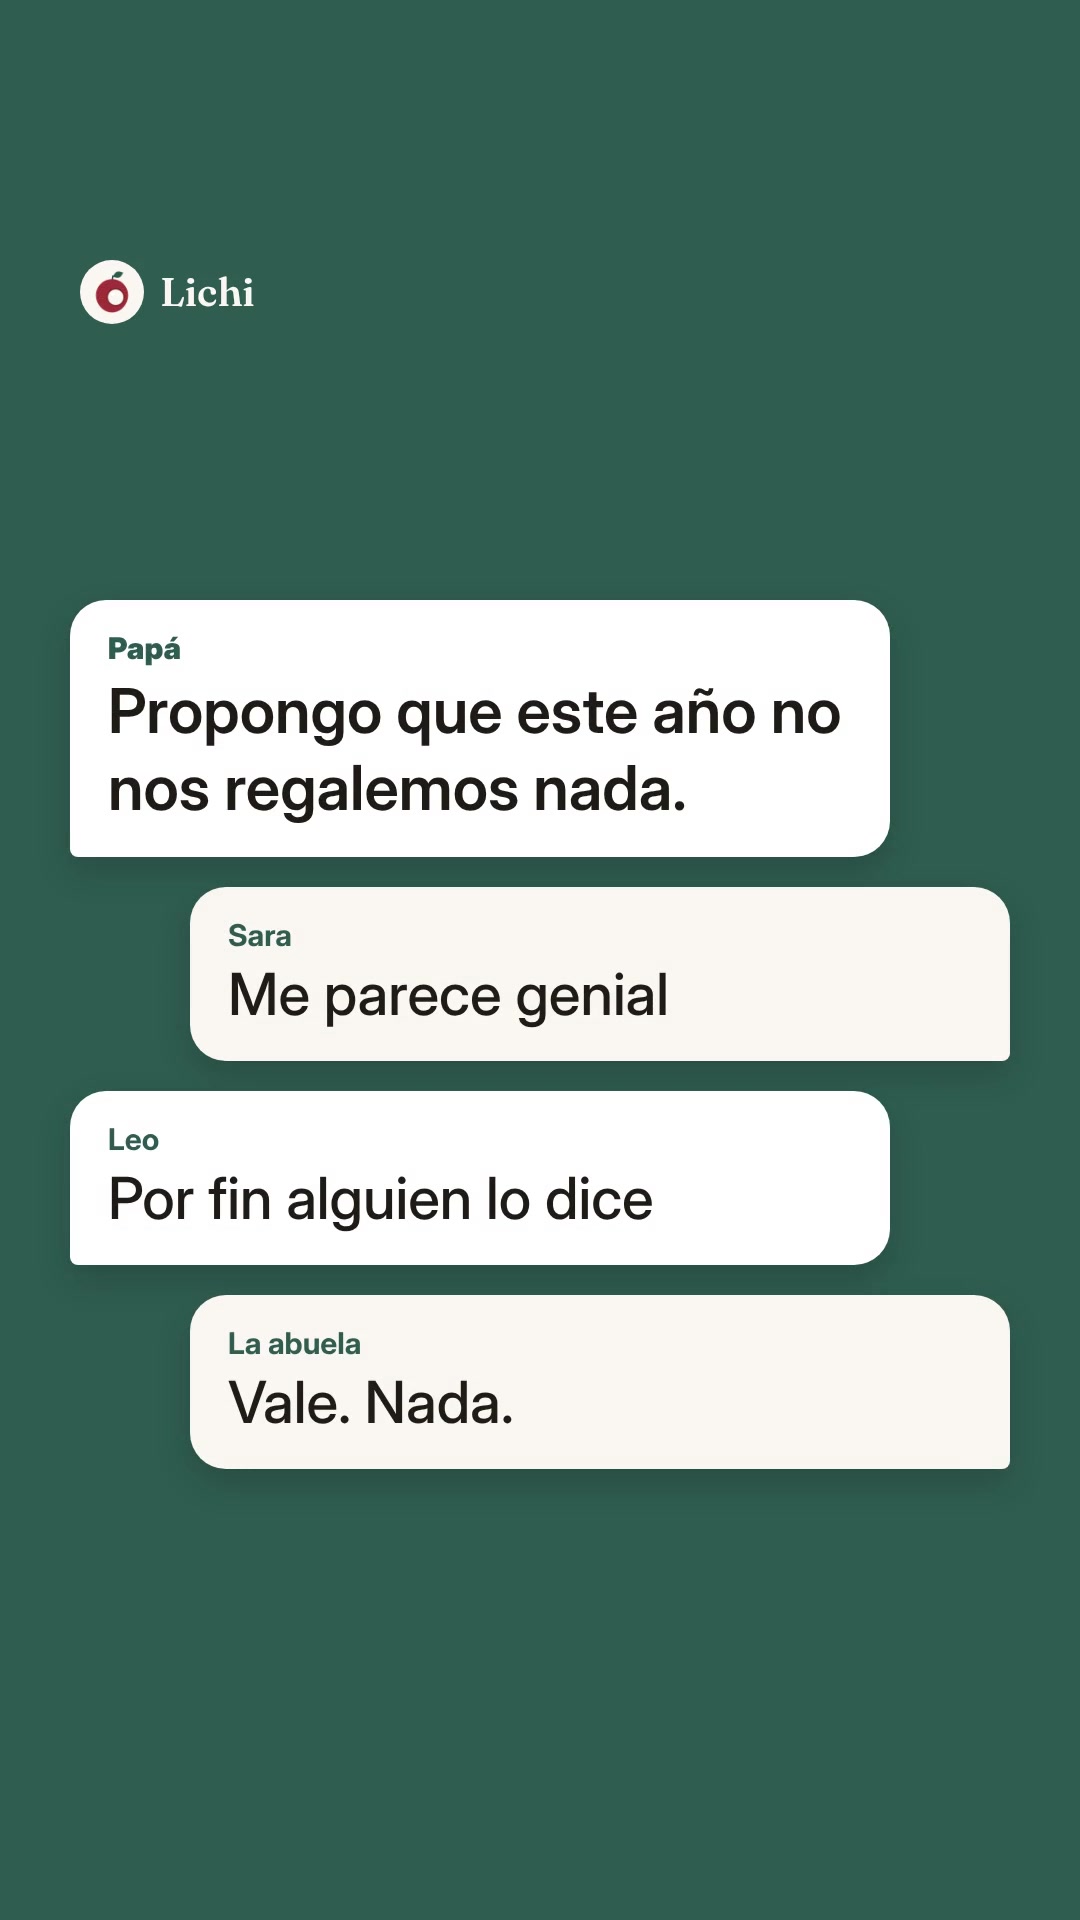 Lichi
Papá
Propongo que este año no
nos regalemos nada.
Sara
Me parece genial
Leo
Por fin alguien lo dice
La abuela
Vale. Nada.